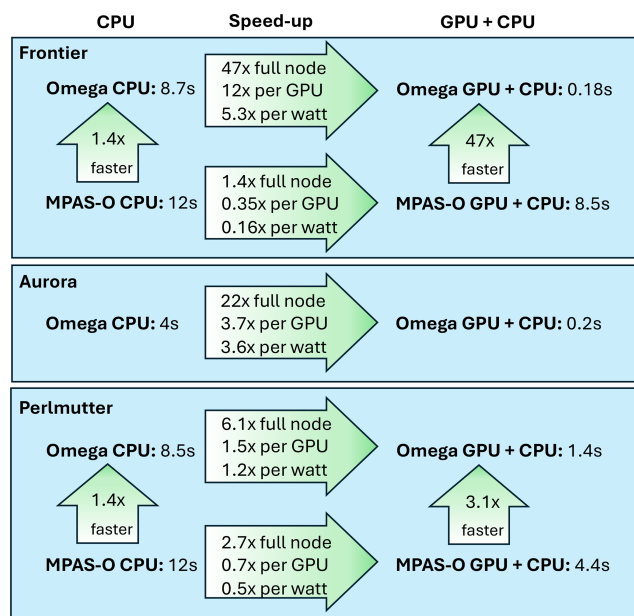 CPU Speed-up GPU + CPU
Frontier
Omega CPU: 8.7s
47x full node
12x per GPU
5.3x per watt
Omega GPU + CPU: 0.18s
1.4x
faster
47x
faster
MPAS-O CPU: 12s
1.4x full node
0.35x per GPU
0.16x per watt
MPAS-O GPU + CPU: 8.5s
Aurora
Omega CPU: 4s
22x full node
3.7x per GPU
3.6x per watt
Omega GPU + CPU: 0.2s
Perlmutter
Omega CPU: 8.5s
6.1x full node
1.5x per GPU
1.2x per watt
Omega GPU + CPU: 1.4s
1.4x
faster
3.1x
faster
MPAS-O CPU: 12s
2.7x full node
0.7x per GPU
0.5x per watt
MPAS-O GPU + CPU: 4.4s